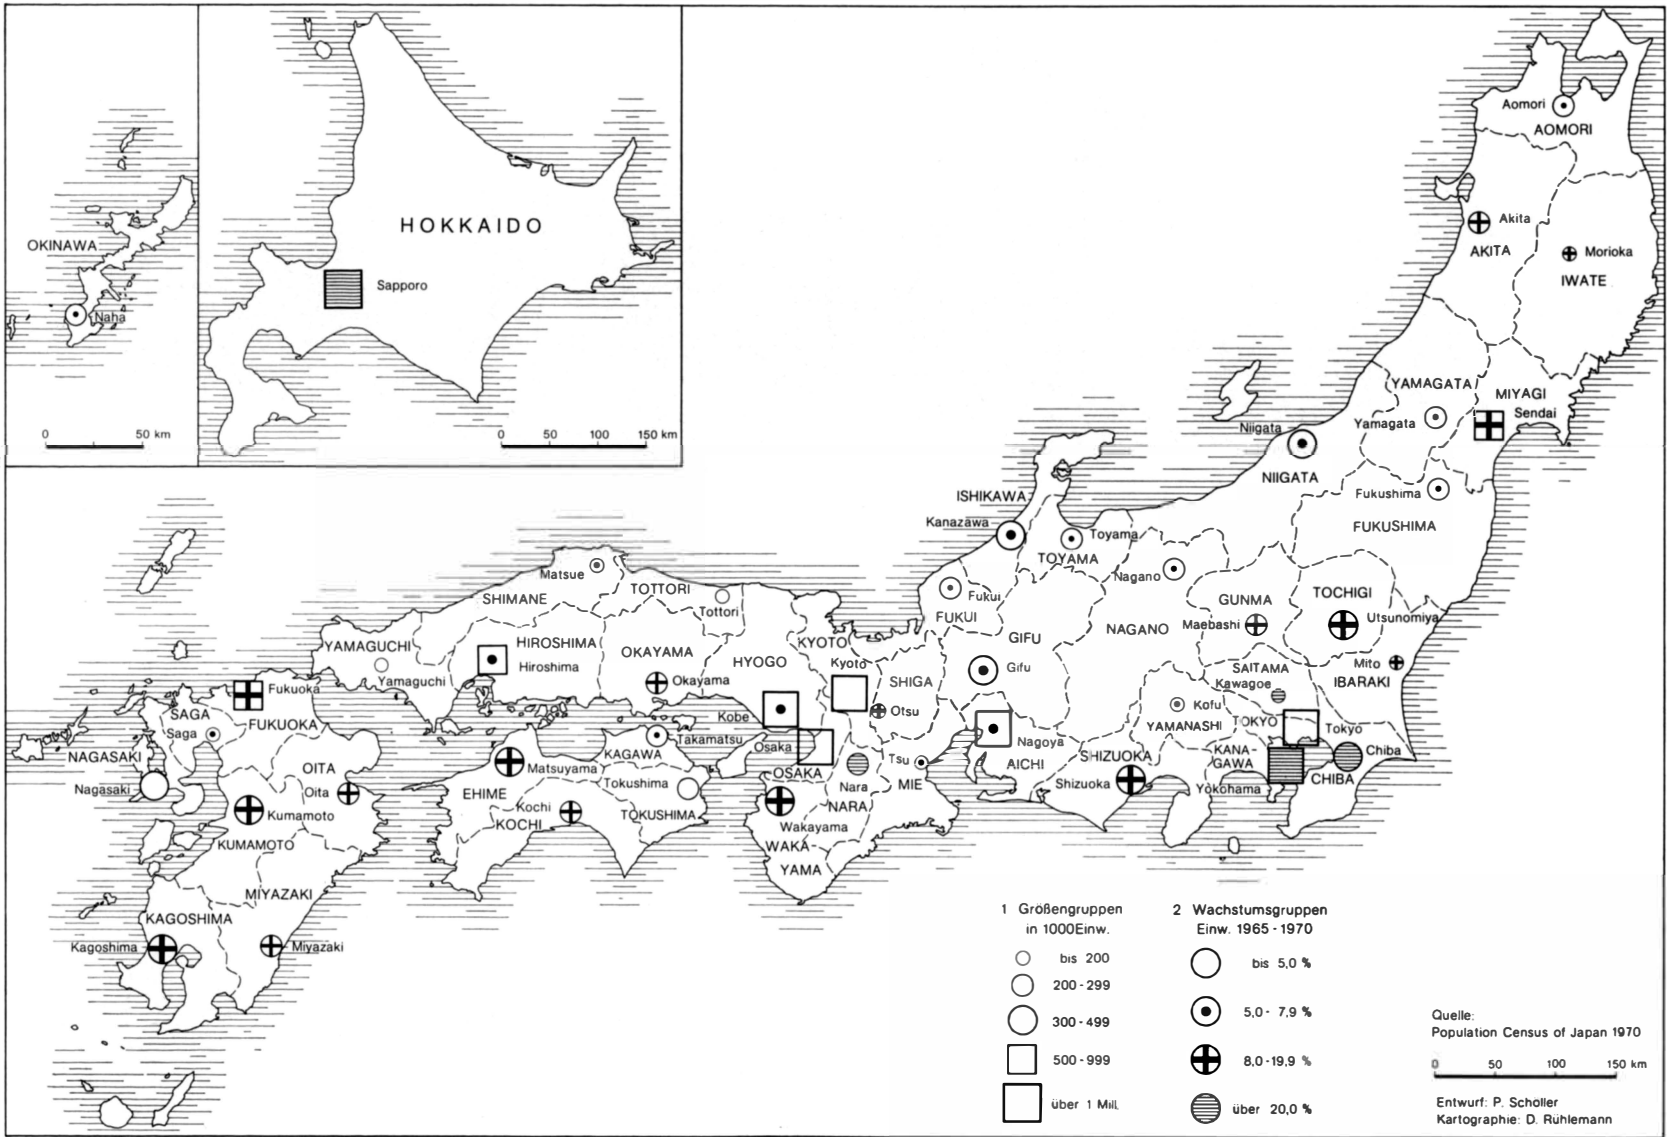 OKINAWA
Naha
0 50 km
HOKKAIDO
Sapporo
0 50 100 150 km
Aomori
AOMORI
Akita
AKITA
Morioka
IWATE
YAMAGATA
Yamagata
MIYAGI
Sendai
Niigata
NIIGATA
Fukushima
FUKUSHIMA
ISHIKAWA
Kanazawa
Toyama
TOYAMA
Nagano
NAGANO
Fukui
FUKUI
GIFU
Gifu
GUNMA
Maebashi
TOCHIGI
Utsunomiya
Mito
IBARAKI
SAITAMA
Kawagoe
Kofu
YAMANASHI
TOKYO
Tokyo
KANA-
GAWA
Yokohama
Chiba
CHIBA
SHIZUOKA
Shizuoka
Nagoya
AICHI
Tsu
MIE
SHIGA
Otsu
KYOTO
Kyoto
HYOGO
Kobe
Osaka
OSAKA
Nara
NARA
Wakayama
WAKA-
YAMA
Matsue
SHIMANE
TOTTORI
Tottori
HIROSHIMA
Hiroshima
OKAYAMA
Okayama
YAMAGUCHI
Yamaguchi
KAGAWA
Takamatsu
Matsuyama
EHIME
Tokushima
TOKUSHIMA
Kochi
KOCHI
Fukuoka
FUKUOKA
SAGA
Saga
NAGASAKI
Nagasaki
OITA
Oita
Kumamoto
KUMAMOTO
MIYAZAKI
Miyazaki
KAGOSHIMA
Kagoshima
1 Größengruppen
in 1000Einw.
bis 200
200-299
300-499
500-999
über 1 Mill.
2 Wachstumsgruppen
Einw. 1965-1970
bis 5,0 %
5,0- 7,9 %
8,0-19,9 %
über 20,0 %
Quelle:
Population Census of Japan 1970
0 50 100 150 km
Entwurf: P. Schöller
Kartographie: D. Rühlemann